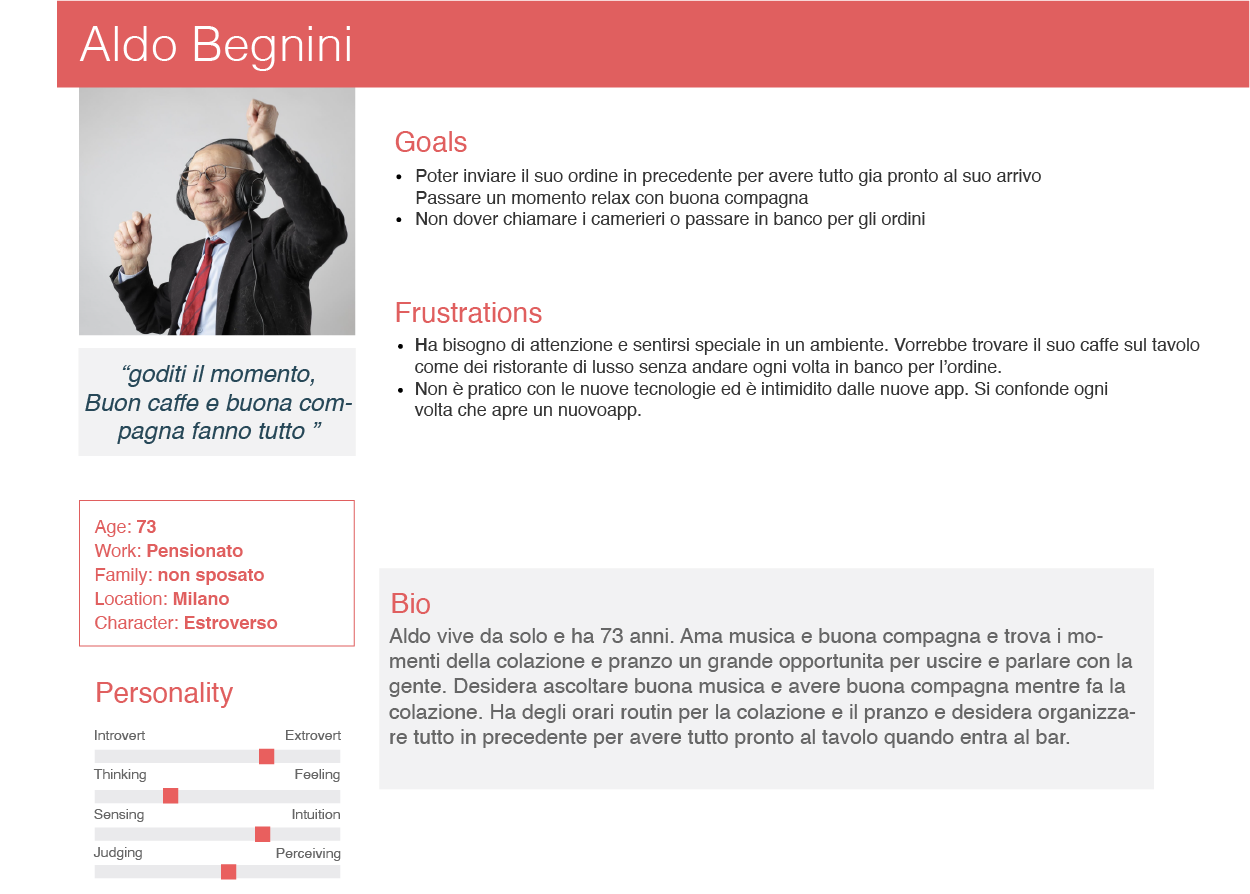 Aldo Begnini
Goals
• Poter inviare il suo ordine in precedente per avere tutto gia pronto al suo arrivo
Passare un momento relax con buona compagna
• Non dover chiamare i camerieri o passare in banco per gli ordini
Frustrations
• Ha bisogno di attenzione e sentirsi speciale in un ambiente. Vorrebbe trovare il suo caffe sul tavolo
come dei ristorante di lusso senza andare ogni volta in banco per l’ordine.
• Non è pratico con le nuove tecnologie ed è intimidito dalle nuove app. Si confonde ogni
volta che apre un nuovoapp.
“goditi il momento,
Buon caffe e buona com-
pagna fanno tutto ”
Age: 73
Work: Pensionato
Family: non sposato
Location: Milano
Character: Estroverso
Bio
Aldo vive da solo e ha 73 anni. Ama musica e buona compagna e trova i mo-
menti della colazione e pranzo un grande opportunita per uscire e parlare con la
gente. Desidera ascoltare buona musica e avere buona compagna mentre fa la
colazione. Ha degli orari routin per la colazione e il pranzo e desidera organizza-
re tutto in precedente per avere tutto pronto al tavolo quando entra al bar.
Personality
Introvert Extrovert
Thinking Feeling
Sensing Intuition
Judging Perceiving